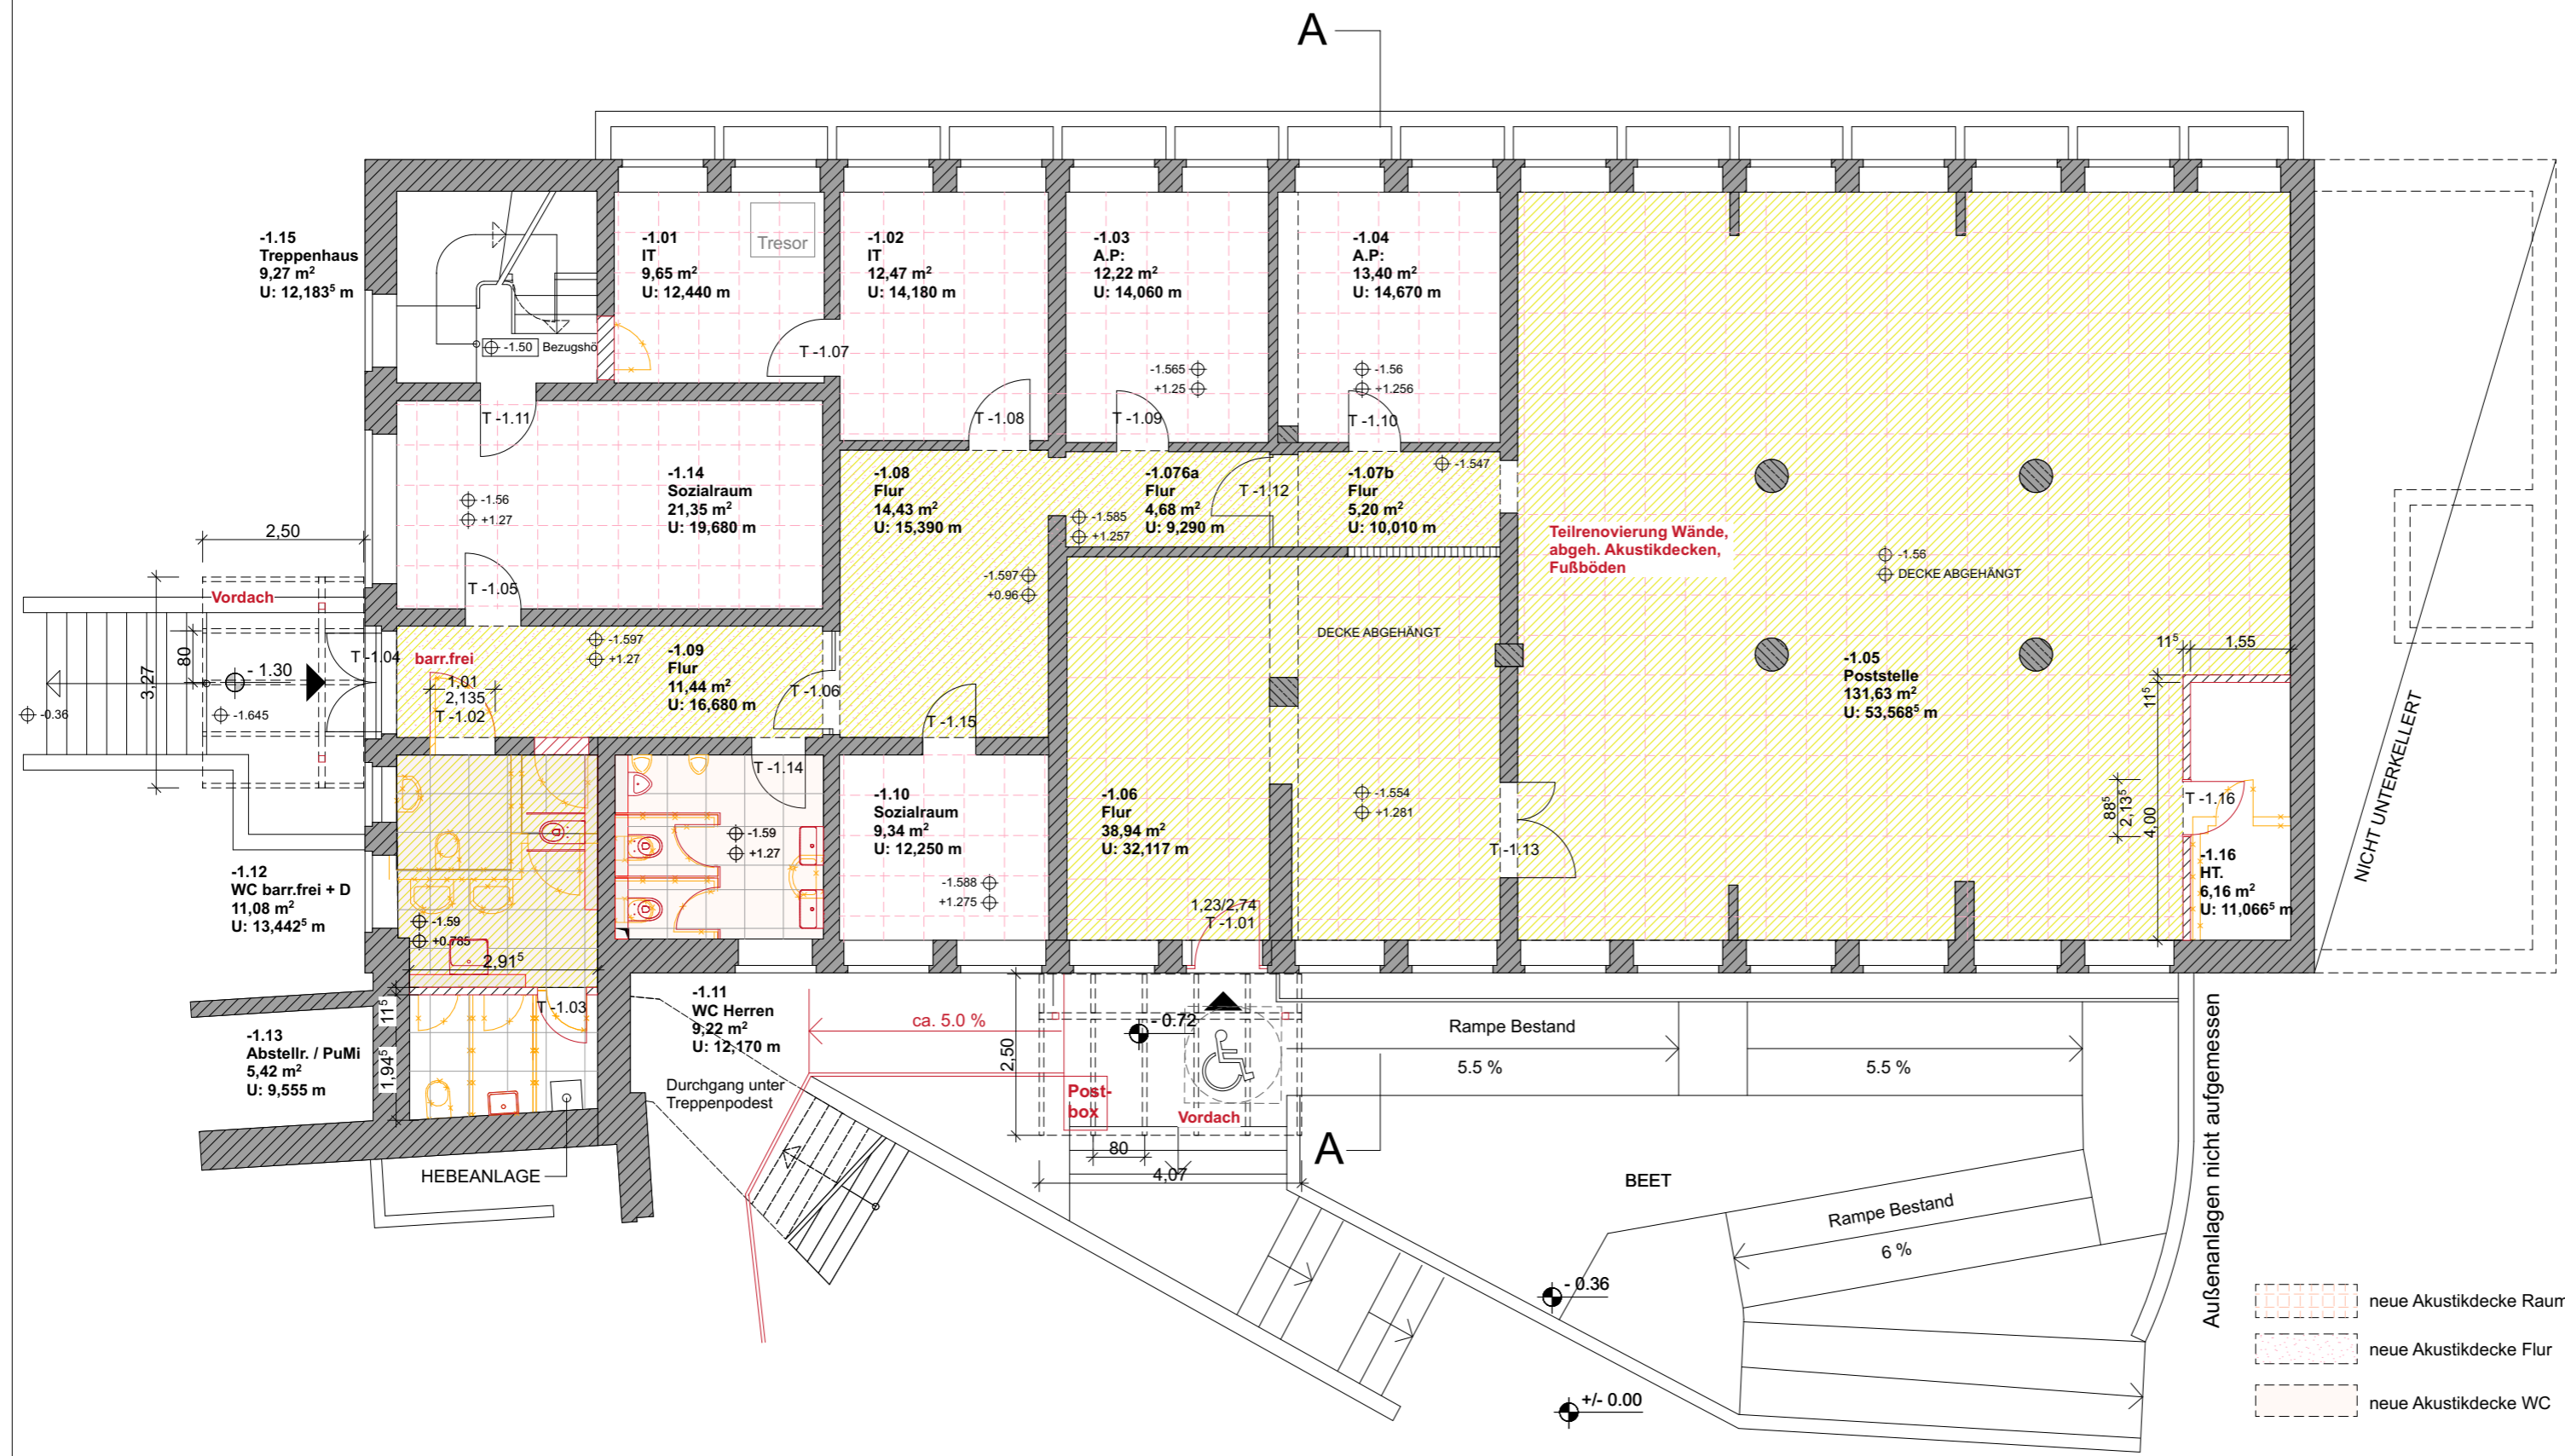 A
-1.15
Treppenhaus
9,27 m²
U: 12,183⁵ m
-1.01
IT
9,65 m²
U: 12,440 m
Tresor
-1.02
IT
12,47 m²
U: 14,180 m
-1.03
A.P:
12,22 m²
U: 14,060 m
-1.04
A.P:
13,40 m²
U: 14,670 m
-1.50
Bezugshö
T -1.07
-1.565
+1.25
-1.56
+1.256
T -1.11
T -1.08
T -1.09
T -1.10
-1.14
Sozialraum
21,35 m²
U: 19,680 m
-1.56
+1.27
-1.08
Flur
14,43 m²
U: 15,390 m
-1.076a
Flur
4,68 m²
U: 9,290 m
-1.585
+1.257
T -1.12
-1.07b
Flur
5,20 m²
U: 10,010 m
-1.547
Teilrenovierung Wände,
abgeh. Akustikdecken,
Fußböden
-1.56
DECKE ABGEHÄNGT
2,50
Vordach
T -1.05
-1.597
+0.96
DECKE ABGEHÄNGT
3,27
80
- 1.30
-0.36
-1.645
T -1.04
barr.frei
1,01
2,135
T -1.02
-1.597
+1.27
-1.09
Flur
11,44 m²
U: 16,680 m
T -1.06
T -1.15
-1.05
Poststelle
131,63 m²
U: 53,568⁵ m
11⁵
1,55
11⁵
4,00
88⁵
2,13⁵
T -1.16
-1.16
HT.
6,16 m²
U: 11,066⁵ m
NICHT UNTERKELLERT
T -1.14
-1.59
+1.27
-1.10
Sozialraum
9,34 m²
U: 12,250 m
-1.588
+1.275
-1.06
Flur
38,94 m²
U: 32,117 m
-1.554
+1.281
T -1.13
1,23/2,74
T -1.01
-1.12
WC barr.frei + D
11,08 m²
U: 13,442⁵ m
-1.59
+0.785
2,91⁵
11⁵
1,94⁵
T -1.03
-1.13
Abstellr. / PuMi
5,42 m²
U: 9,555 m
HEBEANLAGE
-1.11
WC Herren
9,22 m²
U: 12,170 m
Durchgang unter
Treppenpodest
ca. 5.0 %
2,50
- 0.72
Post-
box
Vordach
80
4,07
A
Rampe Bestand
5.5 %
5.5 %
BEET
Rampe Bestand
6 %
- 0.36
+/- 0.00
Außenanlagen nicht aufgemessen
neue Akustikdecke Raum
neue Akustikdecke Flur
neue Akustikdecke WC